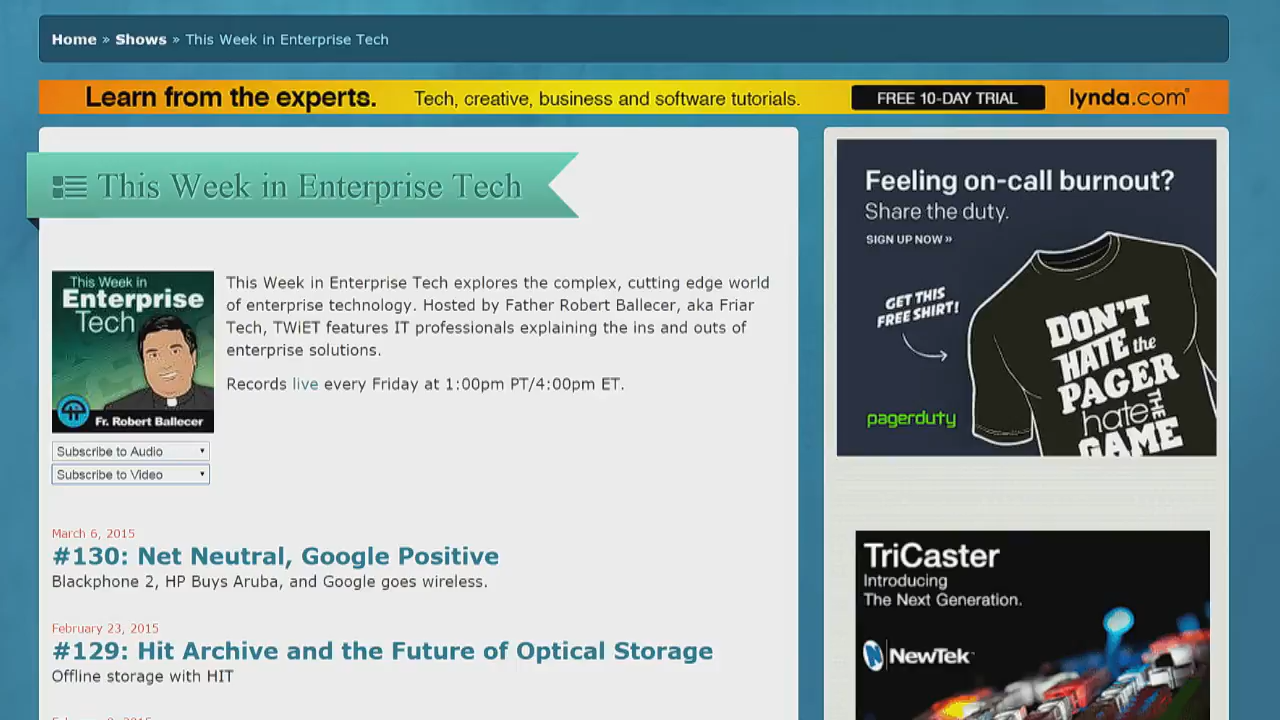 Home » Shows » This Week in Enterprise Tech
Learn from the experts. Tech, creative, business and software tutorials. FREE 10-DAY TRIAL lynda.com
This Week in Enterprise Tech
This Week in
Enterprise
Tech
Fr. Robert Ballecer
This Week in Enterprise Tech explores the complex, cutting edge world
of enterprise technology. Hosted by Father Robert Ballecer, aka Friar
Tech, TWiET features IT professionals explaining the ins and outs of
enterprise solutions.
Records live every Friday at 1:00pm PT/4:00pm ET.
Subscribe to Audio
Subscribe to Video
March 6, 2015
#130: Net Neutral, Google Positive
Blackphone 2, HP Buys Aruba, and Google goes wireless.
February 23, 2015
#129: Hit Archive and the Future of Optical Storage
Offline storage with HIT
Feeling on-call burnout?
Share the duty.
SIGN UP NOW »
GET THIS
FREE SHIRT!
DON'T
HATE the
PAGER
hate THE
GAME
pagerduty
TriCaster
Introducing
The Next Generation.
NewTek